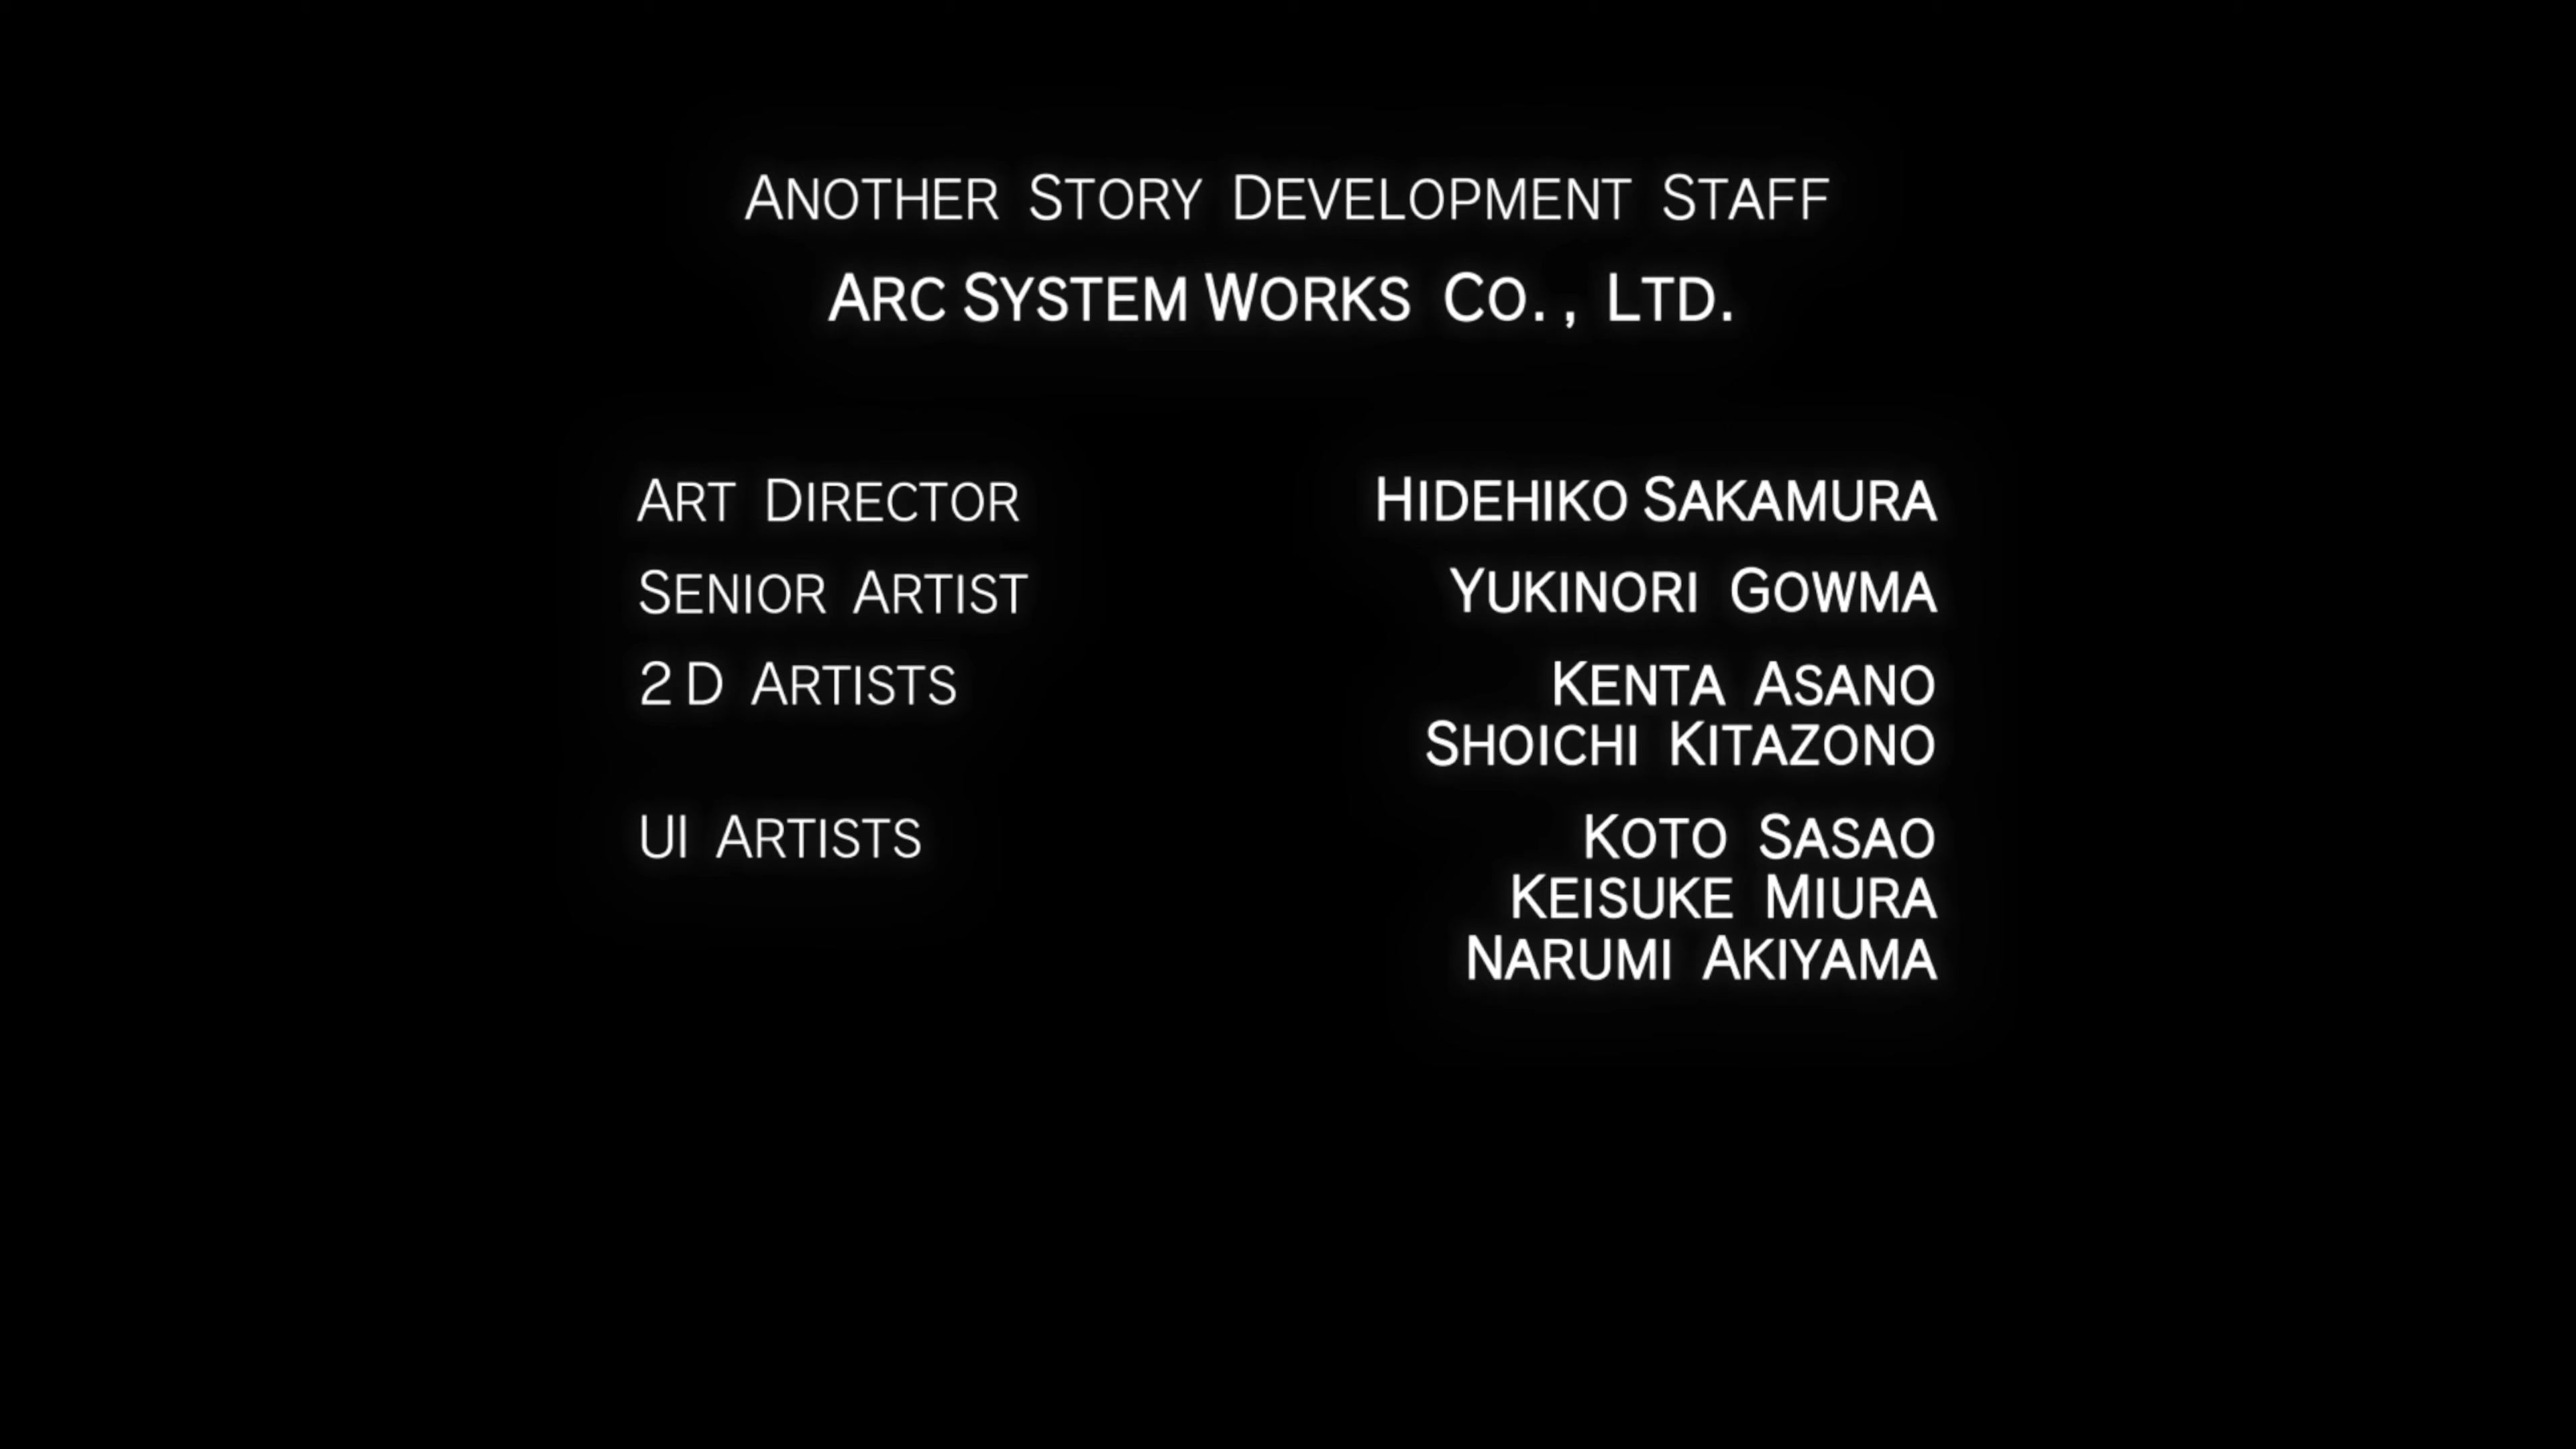 Another Story Development Staff
Arc System Works Co., Ltd.
Art Director Hidehiko Sakamura
Senior Artist Yukinori Gowma
2D Artists Kenta Asano
Shoichi Kitazono
UI Artists Koto Sasao
Keisuke Miura
Narumi Akiyama